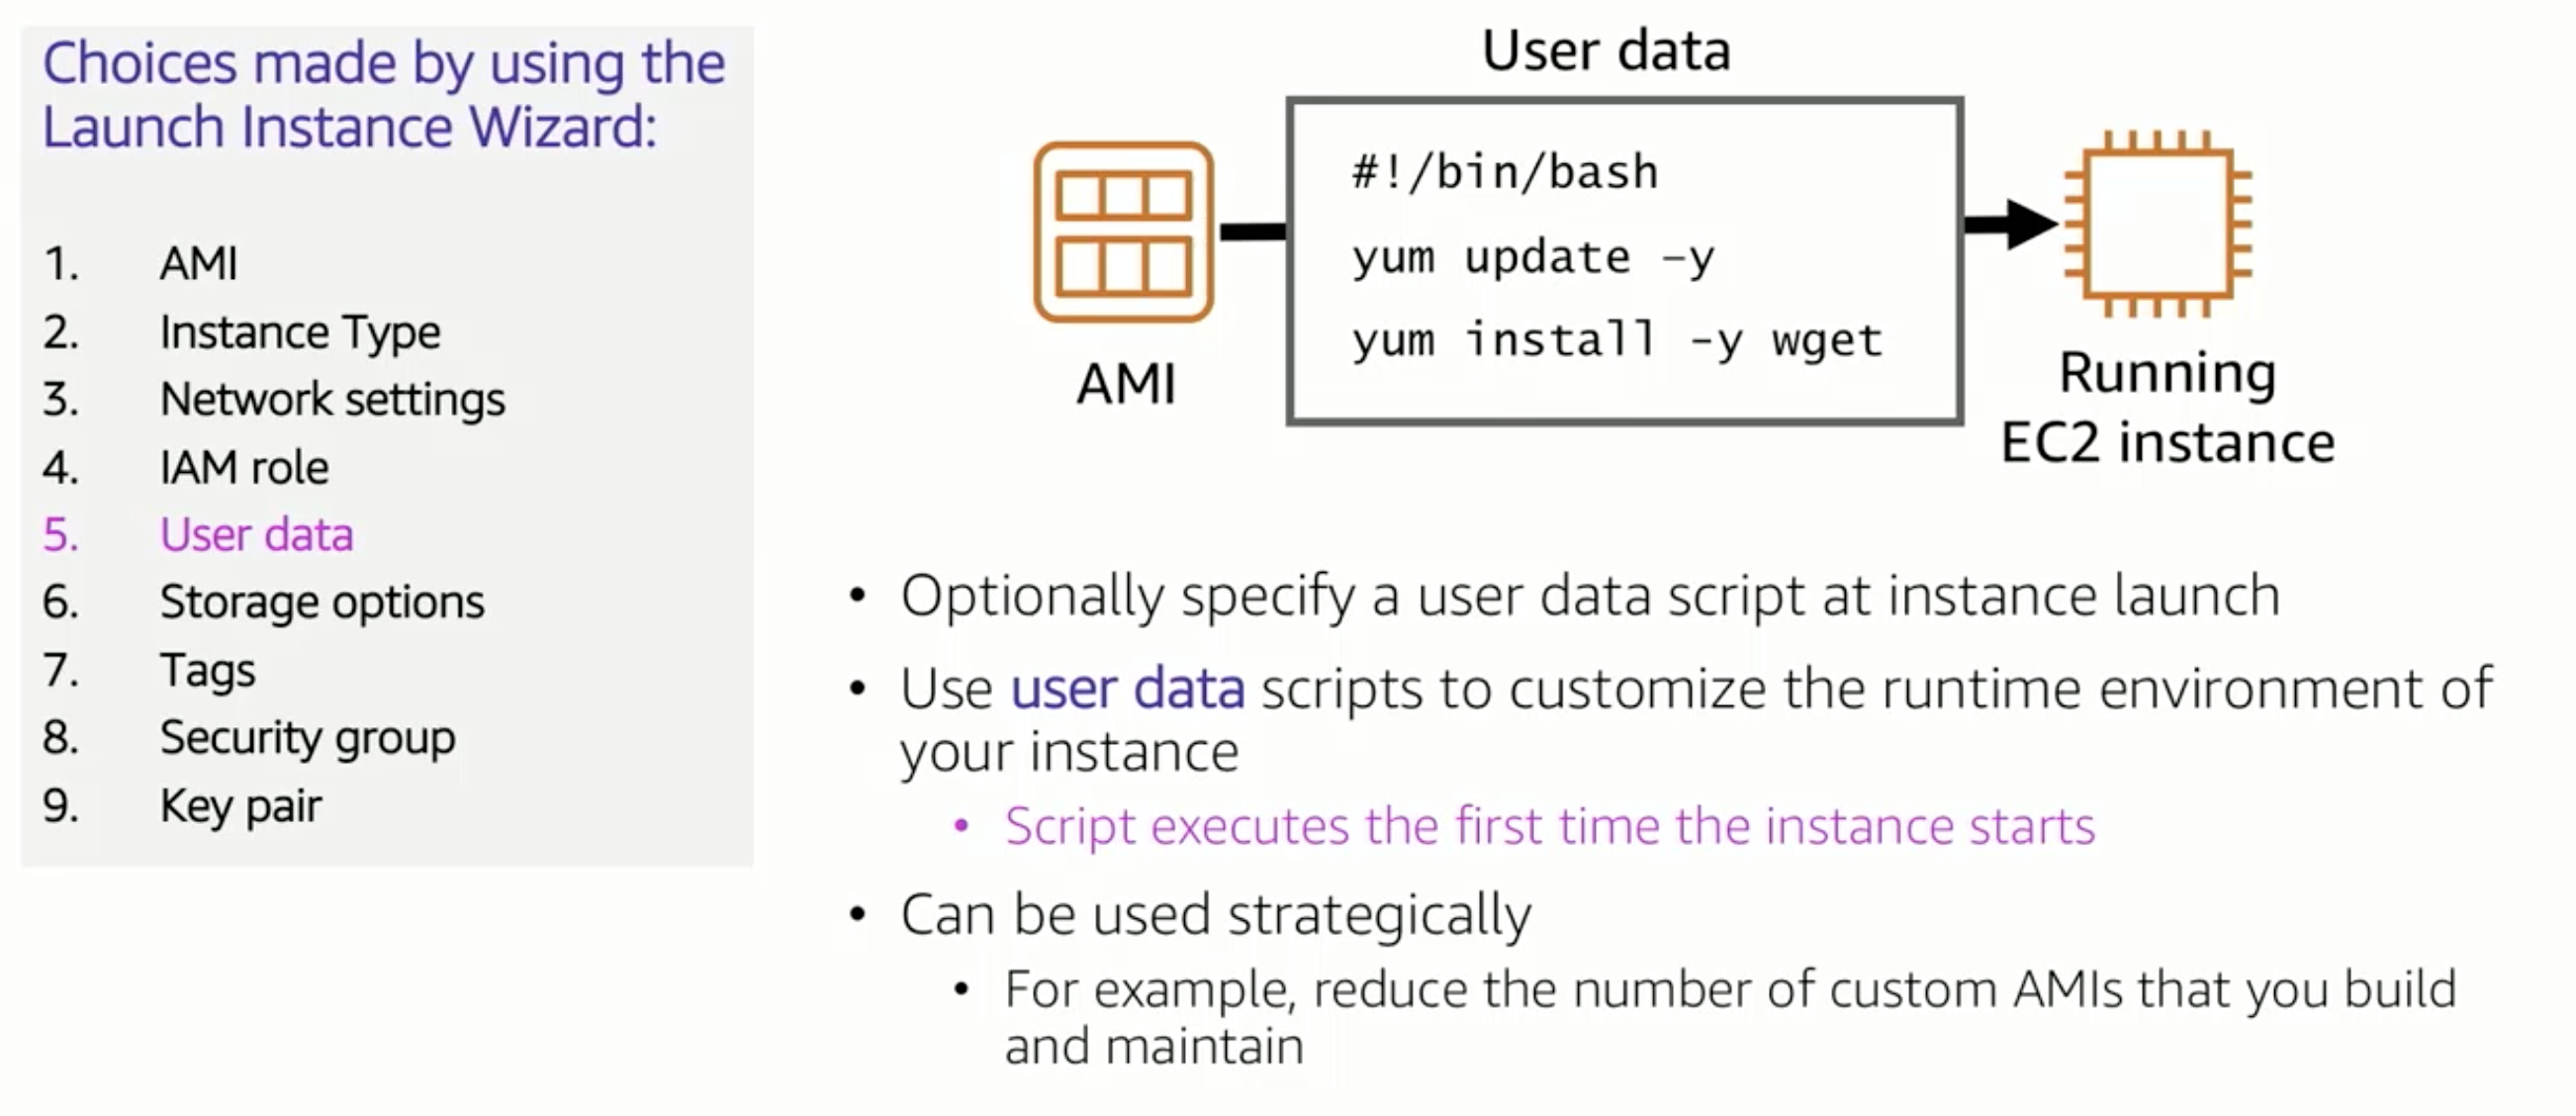 Choices made by using the
Launch Instance Wizard:
1. AMI
2. Instance Type
3. Network settings
4. IAM role
5. User data
6. Storage options
7. Tags
8. Security group
9. Key pair
User data
#!/bin/bash
yum update –y
yum install -y wget
AMI
Running
EC2 instance
• Optionally specify a user data script at instance launch
• Use user data scripts to customize the runtime environment of
your instance
• Script executes the first time the instance starts
• Can be used strategically
• For example, reduce the number of custom AMIs that you build
and maintain